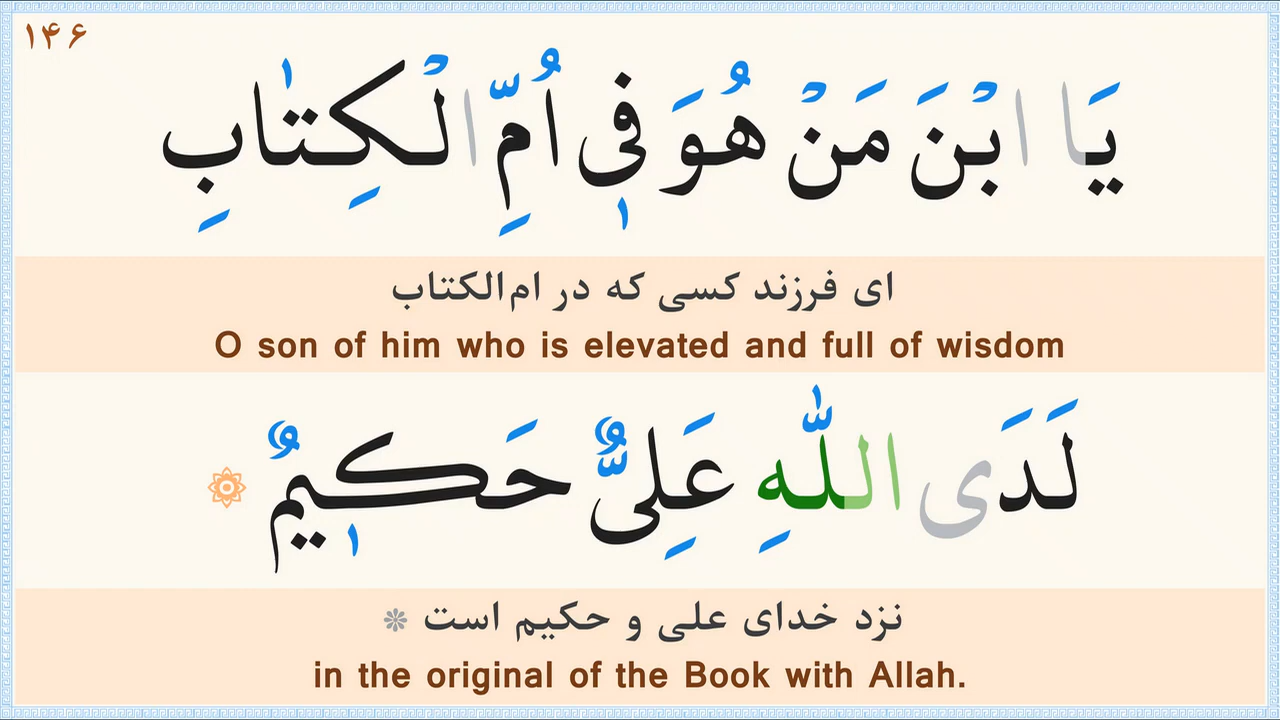 ۱۴۶
يَا ابْنَ مَنْ هُوَ فِي اُمِّ الْكِتٰابِ
ای فرزند کسی که در ام‌الکتاب
O son of him who is elevated and full of wisdom
لَدَى اللّٰهِ عَلِيٌّ حَكيمٌ
نزد خدای علی و حکیم است
in the original of the Book with Allah.